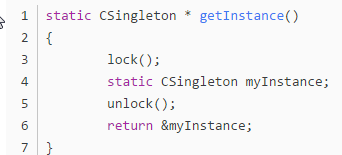 1 static CSingleton * getInstance()
2 {
3 lock();
4 static CSingleton myInstance;
5 unlock();
6 return &myInstance;
7 }